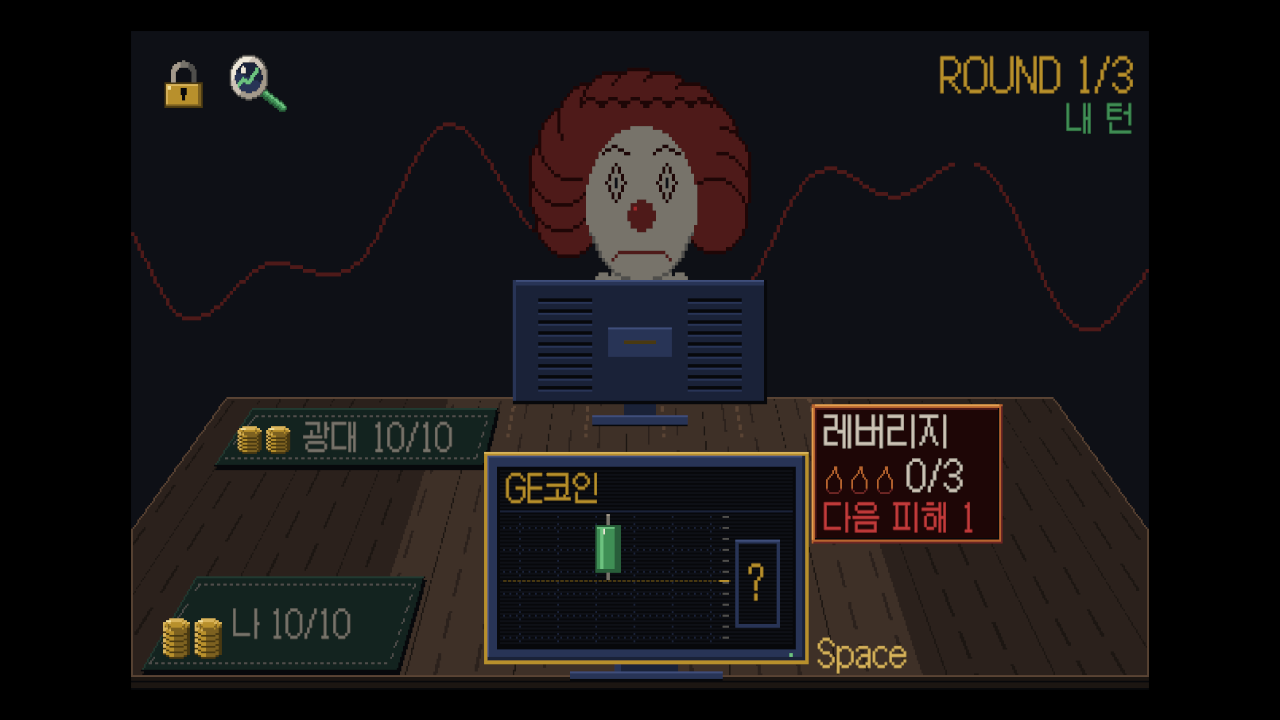 ROUND 1/3
내 턴
광대 10/10
레버리지
0/3
다음 피해 1
GE코인
?
나 10/10
Space